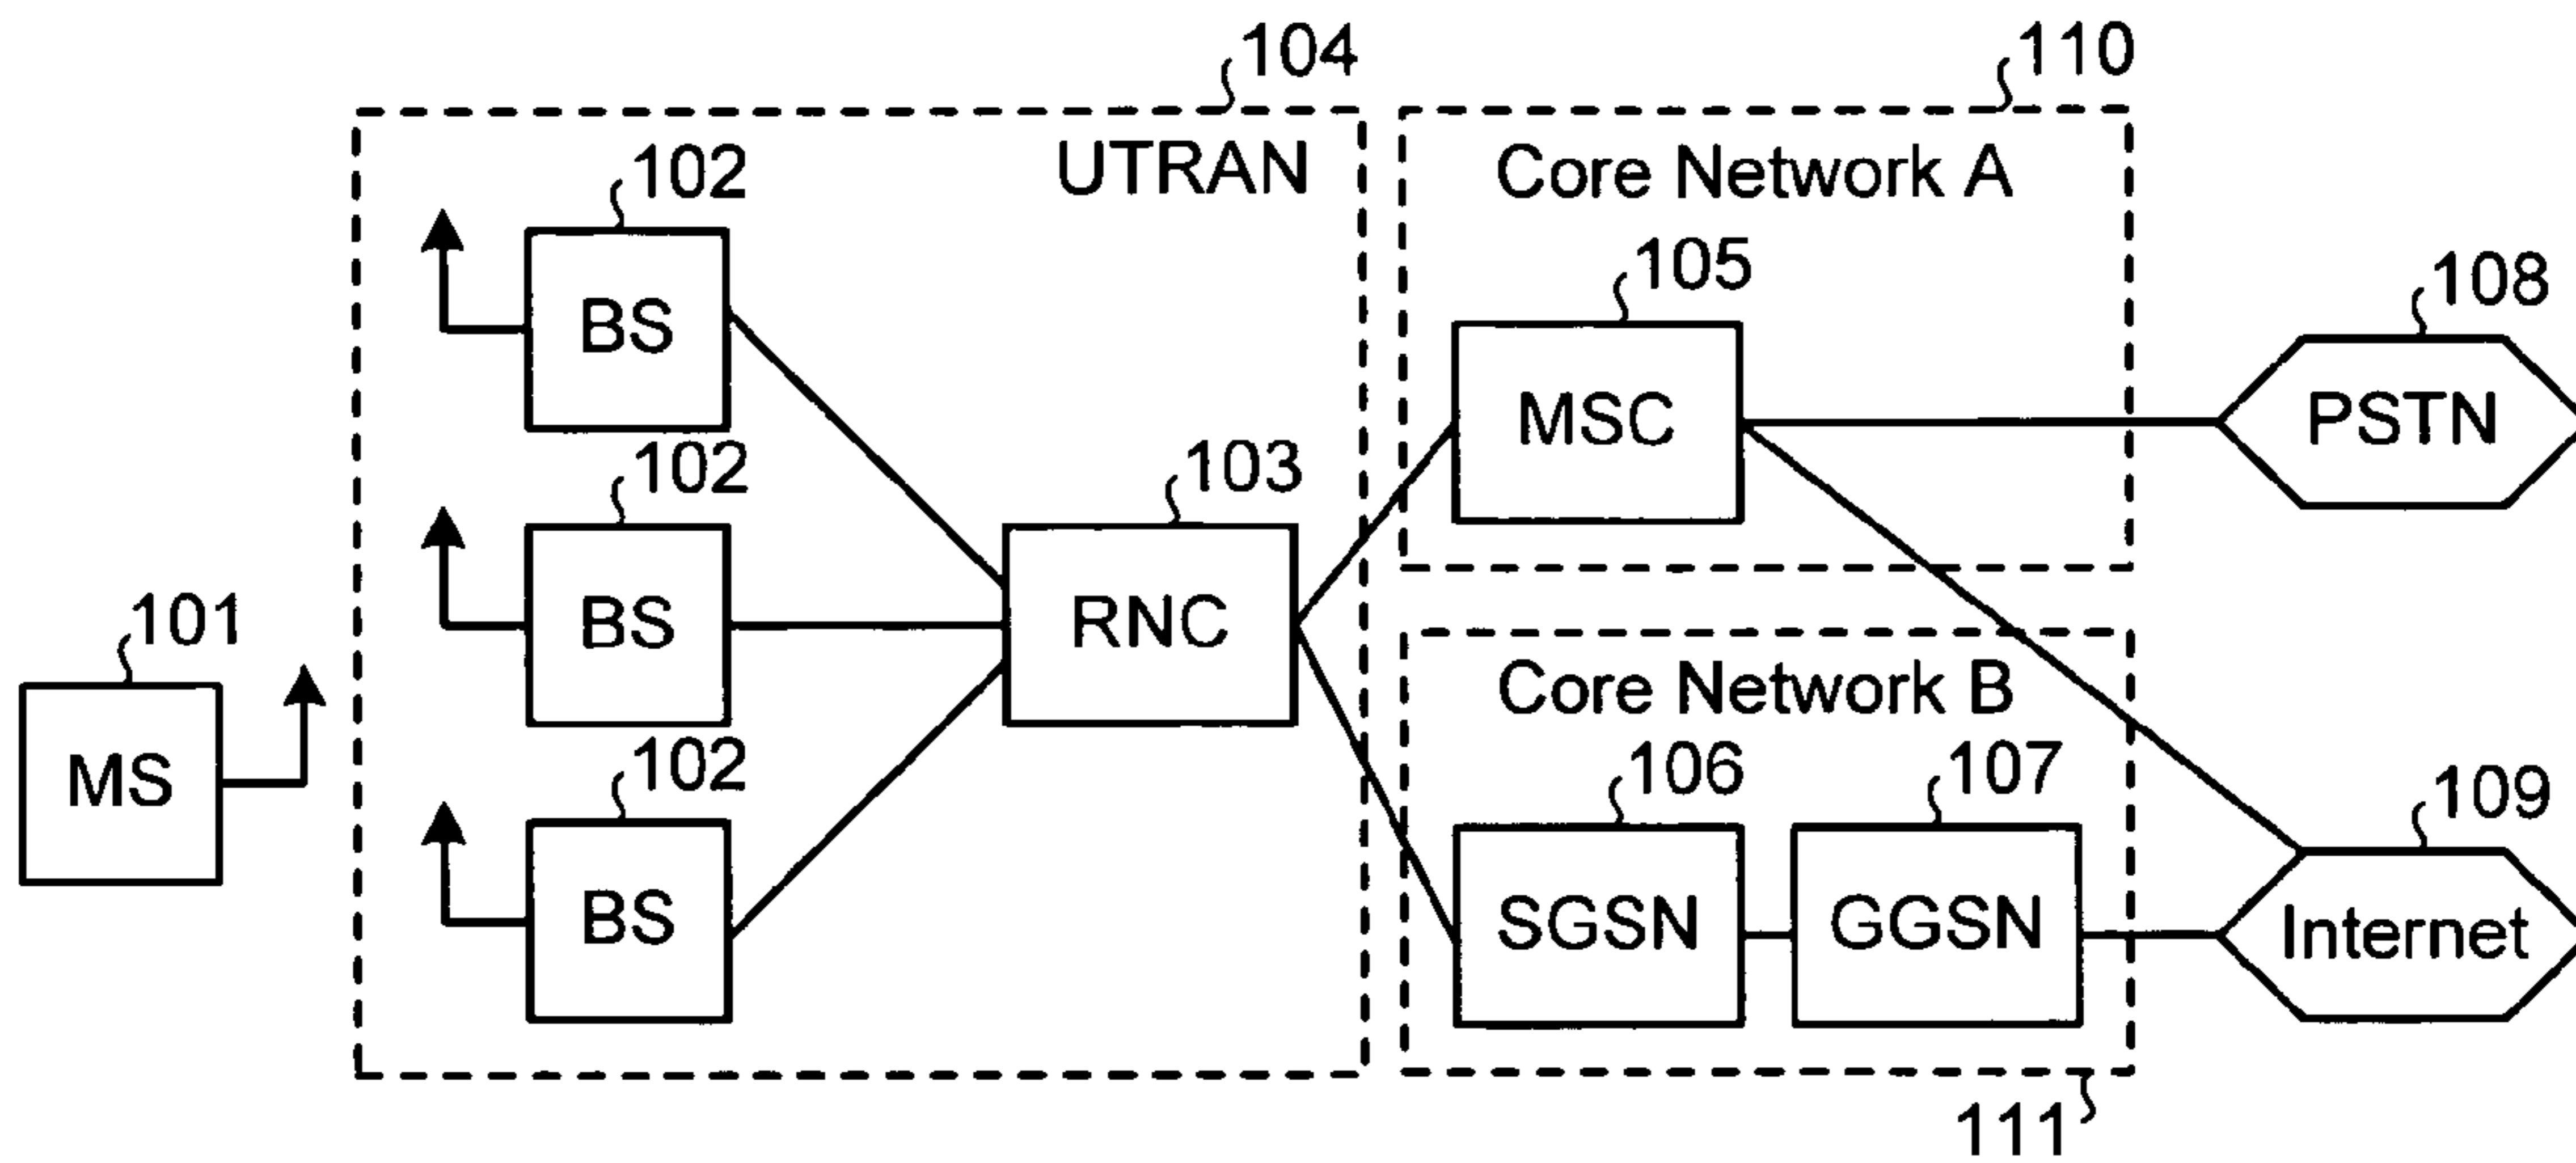 104
110
UTRAN
Core Network A
102
BS
105
MSC
108
PSTN
102
BS
103
RNC
101
MS
Core Network B
102
BS
106
SGSN
107
GGSN
109
Internet
111